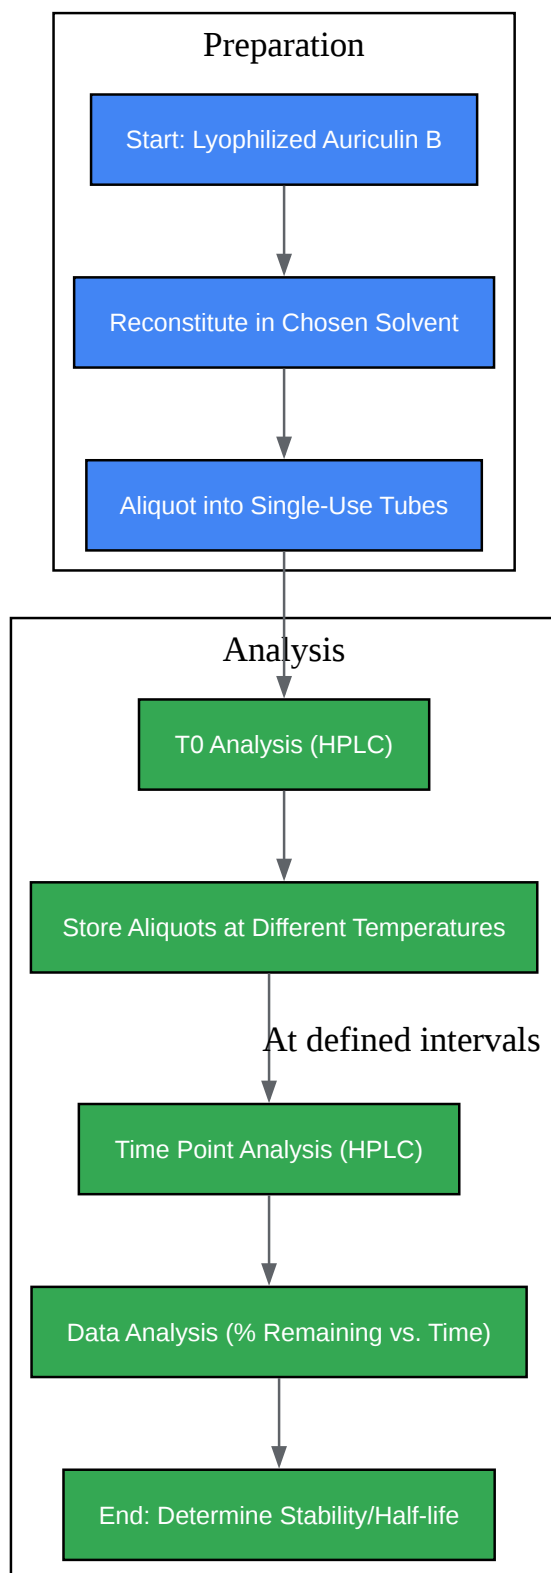 Preparation
Start: Lyophilized Auriculin B
Reconstitute in Chosen Solvent
Aliquot into Single-Use Tubes
Analysis
T0 Analysis (HPLC)
Store Aliquots at Different Temperatures
At defined intervals
Time Point Analysis (HPLC)
Data Analysis (% Remaining vs. Time)
End: Determine Stability/Half-life